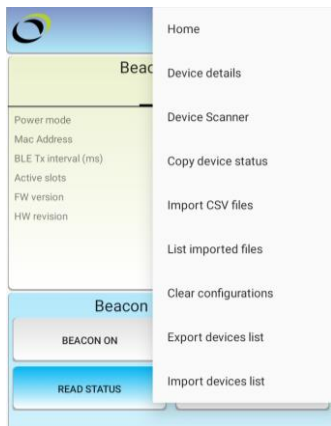 Home
Device details
Device Scanner
Copy device status
Import CSV files
List imported files
Clear configurations
Export devices list
Import devices list
Power mode
Mac Address
BLE Tx interval (ms)
Active slots
FW version
HW revision
Beacon
BEACON ON
READ STATUS